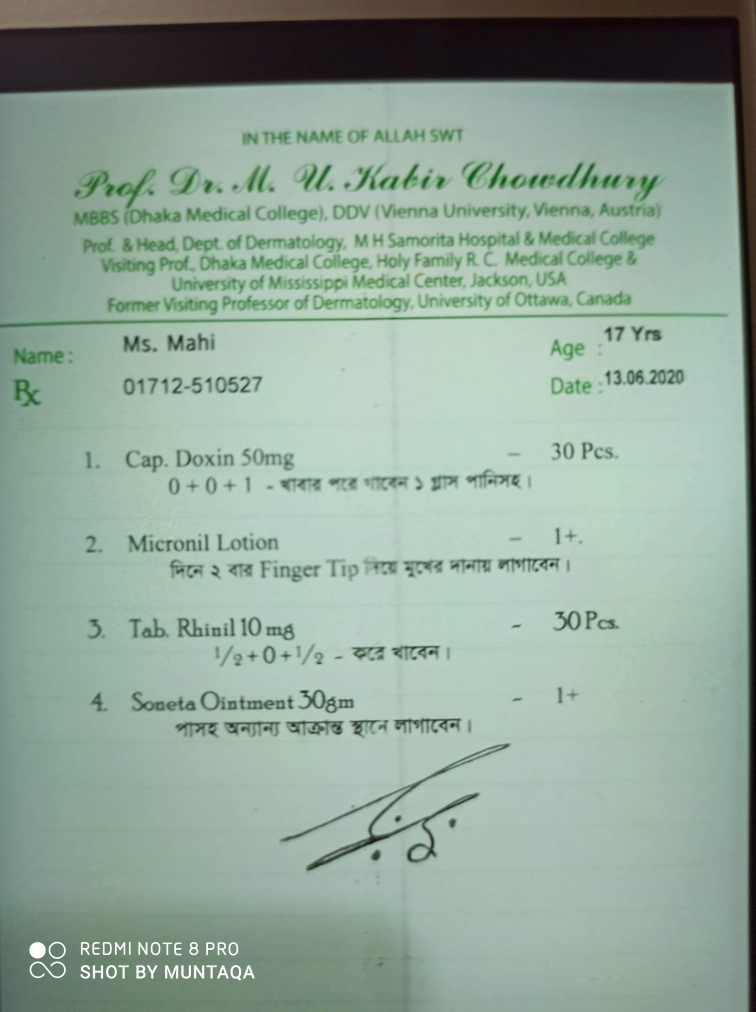 IN THE NAME OF ALLAH SWT
Prof. Dr. M. U. Kabir Chowdhury
MBBS (Dhaka Medical College), DDV (Vienna University, Vienna, Austria)
Prof. & Head, Dept. of Dermatology, M H Samorita Hospital & Medical College
Visiting Prof., Dhaka Medical College, Holy Family R. C. Medical College &
University of Mississippi Medical Center, Jackson, USA
Former Visiting Professor of Dermatology, University of Ottawa, Canada
Name : Ms. Mahi Age : 17 Yrs
Rx 01712-510527 Date : 13.06.2020
1. Cap. Doxin 50mg – 30 Pcs.
0 + 0 + 1 - খাবার পরে খাবেন ১ গ্লাস পানিসহ।
2. Micronil Lotion – 1+.
দিনে ২ বার Finger Tip দিয়ে মুখের দানায় লাগাবেন।
3. Tab. Rhinil 10 mg - 30 Pcs.
1/2 + 0 + 1/2 - করে খাবেন।
4. Soneta Ointment 30gm - 1+
অন্যান্য আক্রান্ত স্থানে লাগাবেন।
REDMI NOTE 8 PRO
SHOT BY MUNTAQA